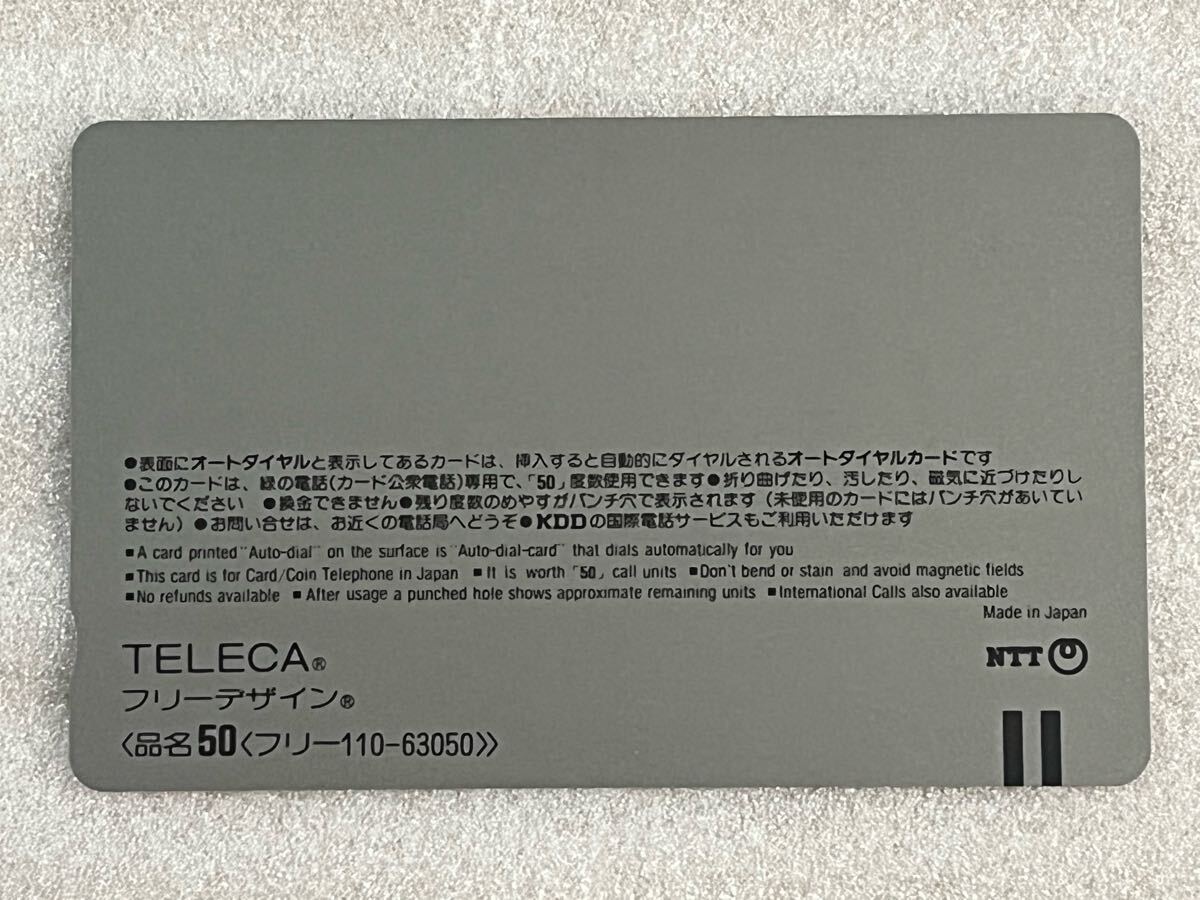 ●表面にオートダイヤルと表示してあるカードは、挿入すると自動的にダイヤルされるオートダイヤルカードです
●このカードは、緑の電話(カード公衆電話)専用で、「50」度数使用できます●折り曲げたり、汚したり、磁気に近づけたりし
ないでください ●換金できません●残り度数のめやすがパンチ穴で表示されます(未使用のカードにはパンチ穴があいてい
ません)●お問い合せは、お近くの電話局へどうぞ●KDDの国際電話サービスもご利用いただけます
■A card printed "Auto-dial" on the surface is "Auto-dial-card" that dials automatically for you
■This card is for Card/Coin Telephone in Japan ■It is worth「50」call units ■Don't bend or stain and avoid magnetic fields
■No refunds available ■After usage a punched hole shows approximate remaining units ■International Calls also available
Made in Japan
TELECA®
NTT
フリーデザイン®
〈品名50〈フリー110-63050〉〉